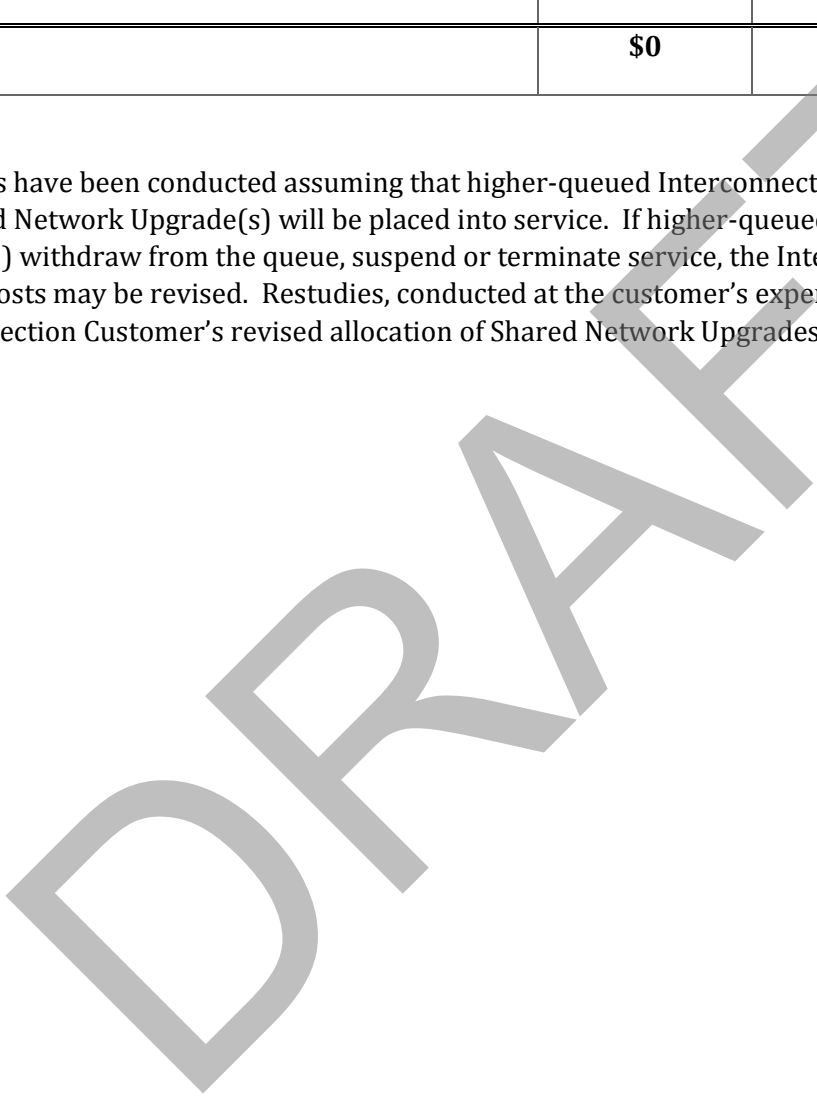 $0
s have been conducted assuming that higher-queued Interconnect
d Network Upgrade(s) will be placed into service. If higher-queued
) withdraw from the queue, suspend or terminate service, the Inte
osts may be revised. Restudies, conducted at the customer's exper
ection Customer's revised allocation of Shared Network Upgrades
DRAFT